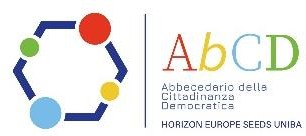 AbCD
Abbecedario della
Cittadinanza
Democratica
HORIZON EUROPE SEEDS UNIBA